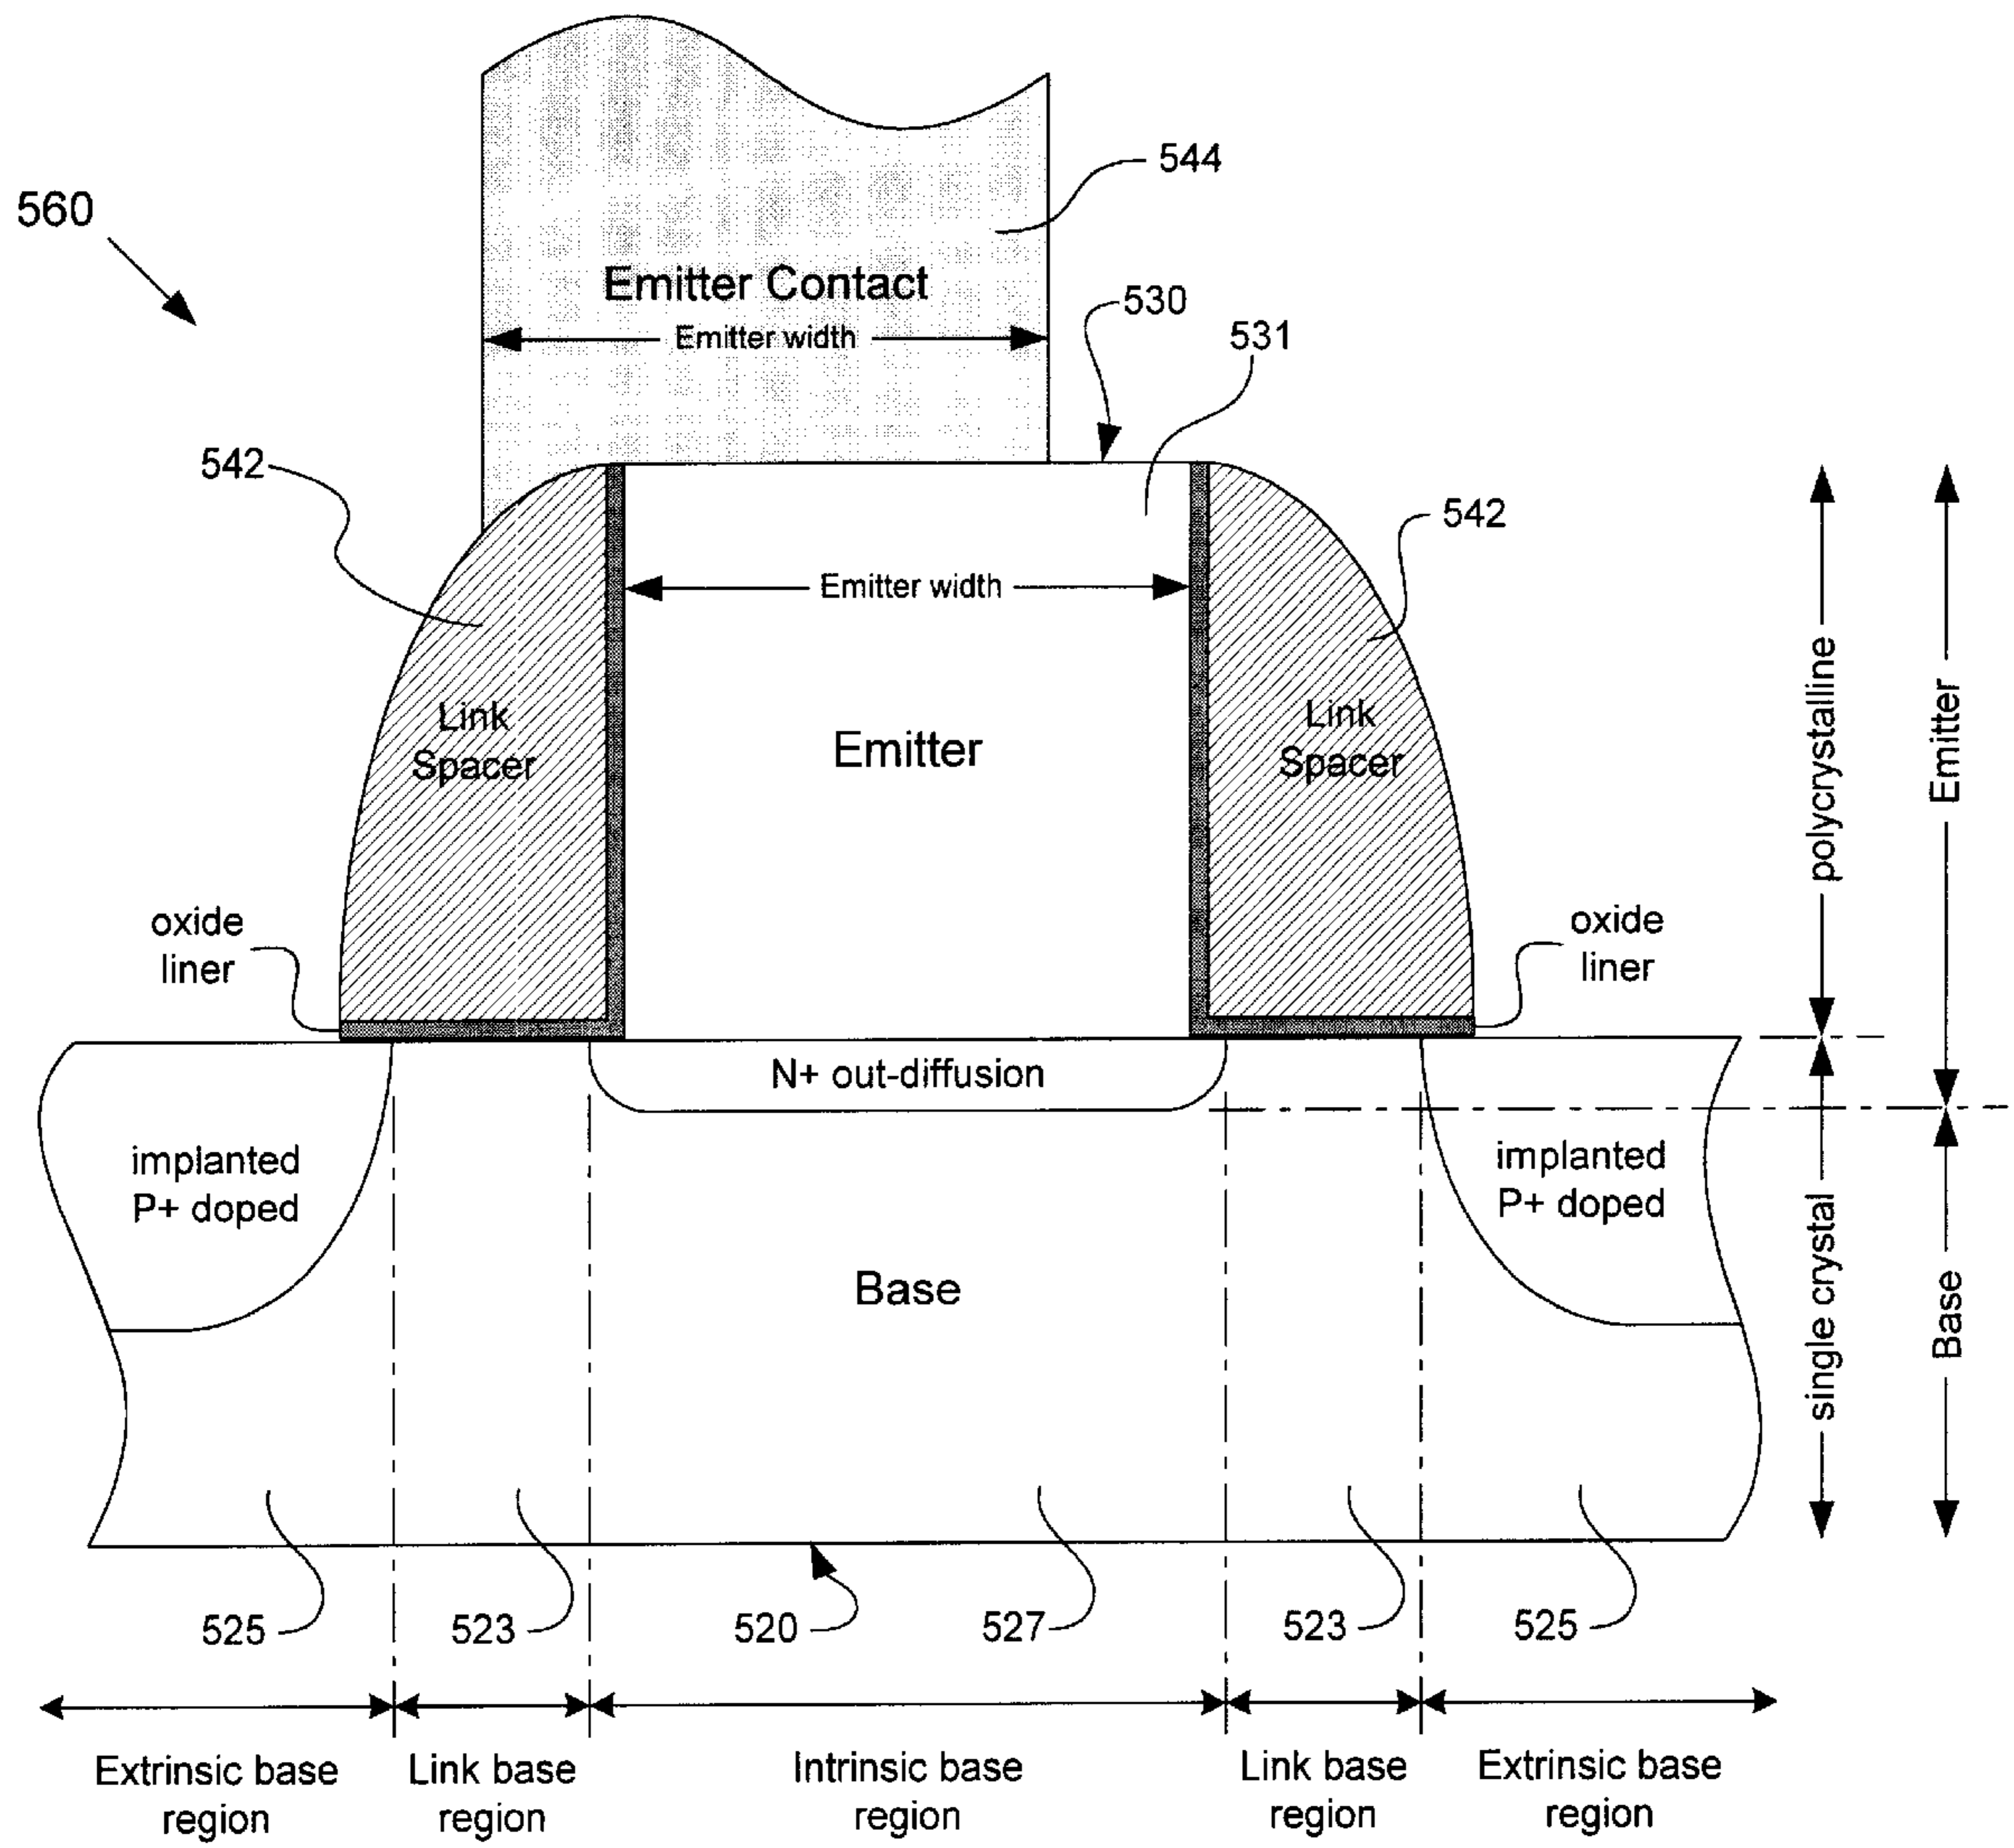 544
560
Emitter Contact
530
Emitter width
531
542
542
Emitter width
Link
Spacer
Emitter
Link
Spacer
polycrystalline
Emitter
oxide
liner
oxide
liner
N+ out-diffusion
implanted
P+ doped
implanted
P+ doped
Base
single crystal
Base
525
523
520
527
523
525
Extrinsic base
region
Link base
region
Intrinsic base
region
Link base
region
Extrinsic base
region